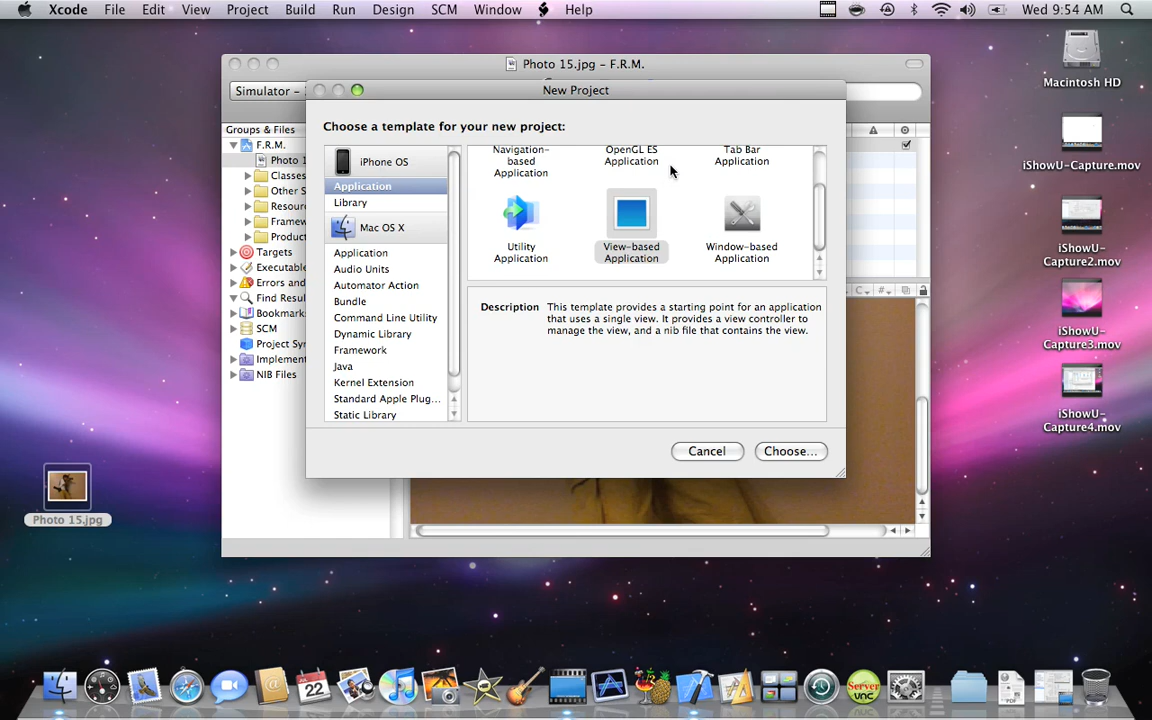 Xcode File Edit View Project Build Run Design SCM Window Help Wed 9:54 AM
Photo 15.jpg – F.R.M.
Simulator –
New Project
Choose a template for your new project:
Groups & Files
F.R.M.
Photo 1
Classes
Other S
Resour
Framew
Product
Targets
Executable
Errors and
Find Resul
Bookmarks
SCM
Project Syn
Implement
NIB Files
iPhone OS
Application
Library
Mac OS X
Application
Audio Units
Automator Action
Bundle
Command Line Utility
Dynamic Library
Framework
Java
Kernel Extension
Standard Apple Plug...
Static Library
Navigation-
based
Application
OpenGL ES
Application
Tab Bar
Application
Utility
Application
View-based
Application
Window-based
Application
Description This template provides a starting point for an application
that uses a single view. It provides a view controller to
manage the view, and a nib file that contains the view.
Cancel Choose...
C #
Macintosh HD
iShowU-Capture.mov
iShowU-
Capture2.mov
iShowU-
Capture3.mov
iShowU-
Capture4.mov
Photo 15.jpg
22
Server
vnc
PDF